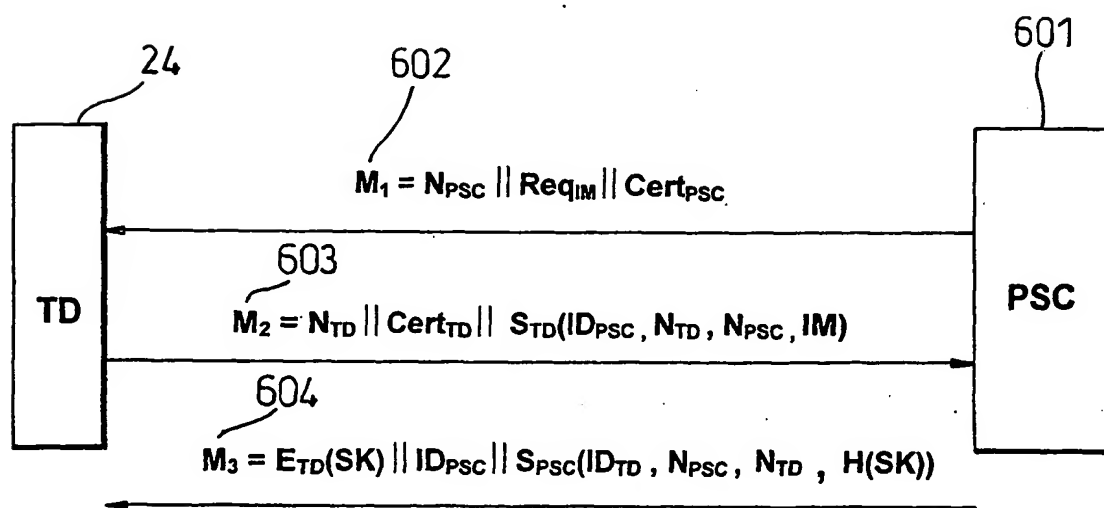 24
602
601
M₁ = N_PSC || Req_IM || Cert_PSC
603
TD
PSC
M₂ = N_TD || Cert_TD || S_TD(ID_PSC, N_TD, N_PSC, IM)
604
M₃ = E_TD(SK) || ID_PSC || S_PSC(ID_TD, N_PSC, N_TD, H(SK))